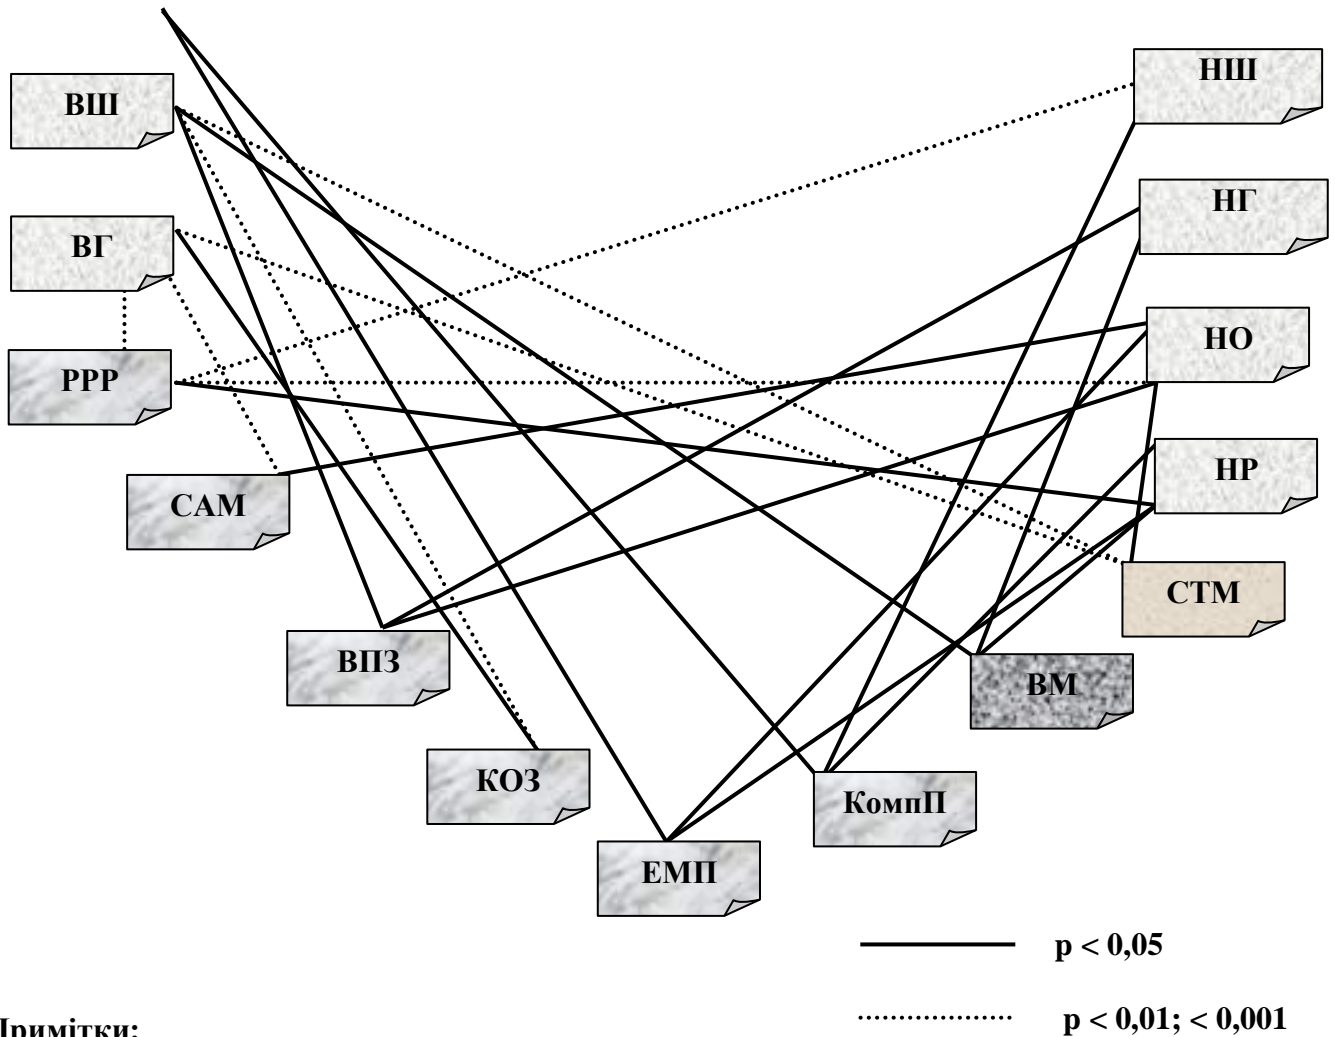 НШ
ВШ
НГ
ВГ
НО
РРР
НР
САМ
СТМ
ВПЗ
ВМ
КОЗ
КомпП
ЕМП
р < 0,05
Примітки:
р < 0,01; < 0,001